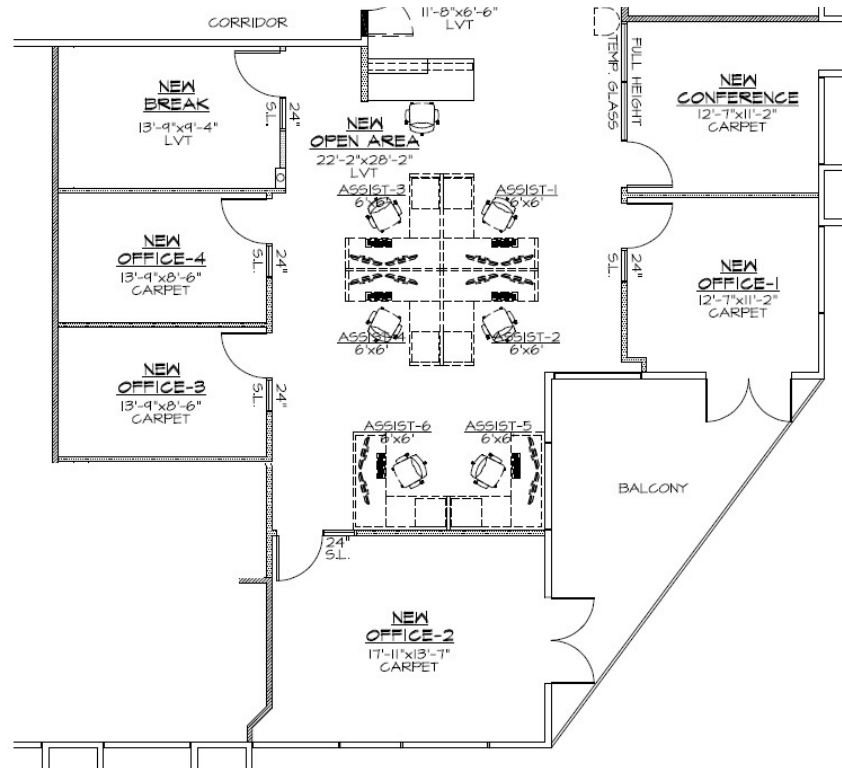 CORRIDOR
11'-8"x6'-6"
LVT
NEW
BREAK
13'-9"x9'-4"
LVT
24"
S.L.
NEW
OPEN AREA
22'-2"x28'-2"
LVT
FULL HEIGHT
TEMP. GLASS
NEW
CONFERENCE
12'-7"x11'-2"
CARPET
ASSIST-3
6'x6'
ASSIST-1
6'x6'
NEW
OFFICE-4
13'-9"x8'-6"
CARPET
24"
S.L.
24"
S.L.
NEW
OFFICE-1
12'-7"x11'-2"
CARPET
ASSIST-4
6'x6'
ASSIST-2
6'x6'
NEW
OFFICE-3
13'-9"x8'-6"
CARPET
24"
S.L.
ASSIST-6
6'x6'
ASSIST-5
6'x6'
BALCONY
24"
S.L.
NEW
OFFICE-2
17'-11"x13'-7"
CARPET